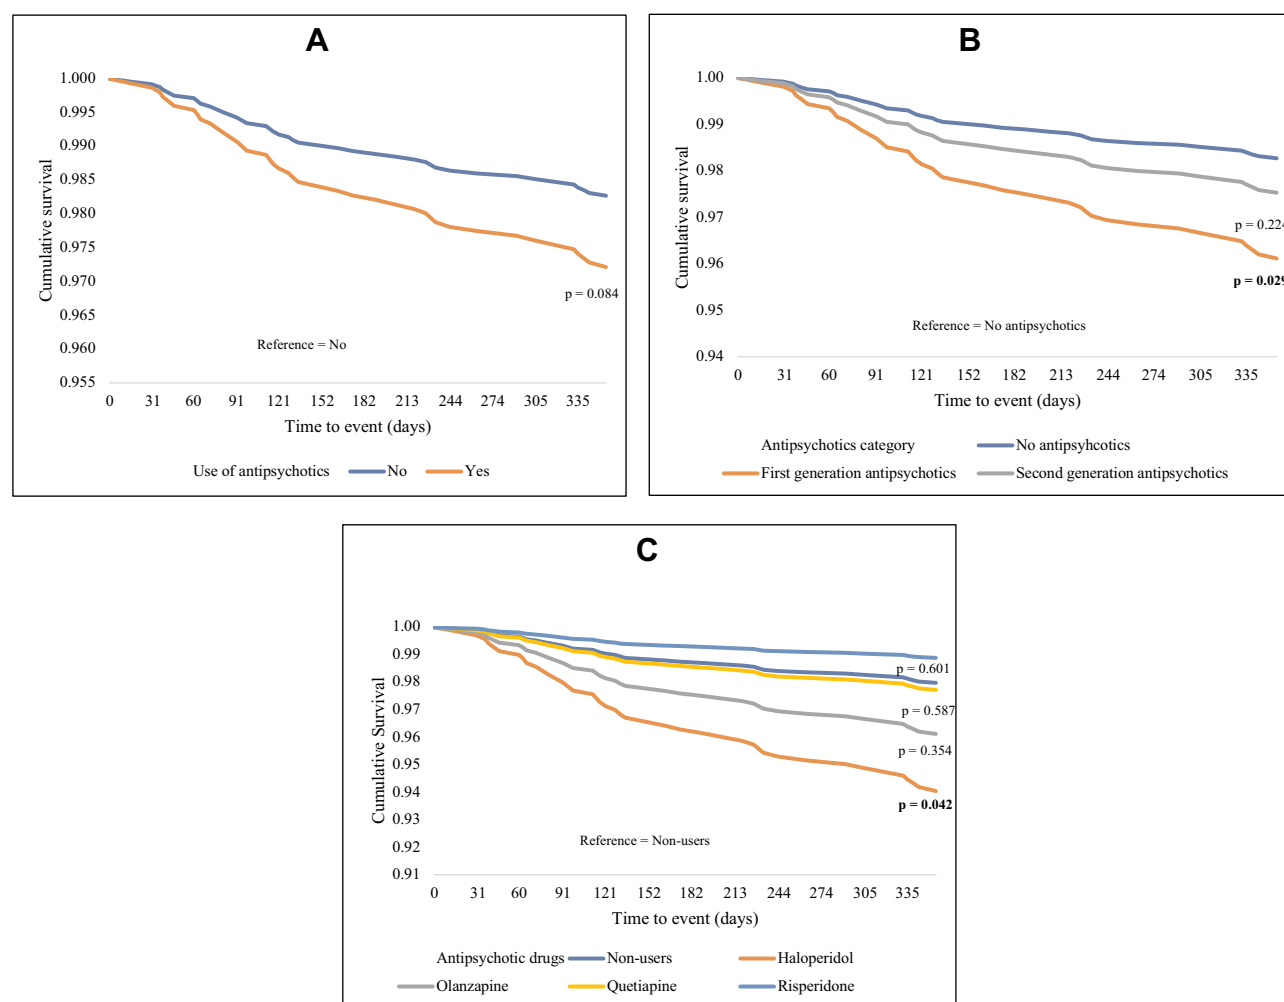 A
1.000
0.995
0.990
0.985
0.980
0.975
0.970
0.965
0.960
0.955
Cumulative survival
p = 0.084
Reference = No
0 31 60 91 121 152 182 213 244 274 305 335
Time to event (days)
Use of antipsychotics No Yes
B
1.00
0.99
0.98
0.97
0.96
0.95
0.94
Cumulative survival
p = 0.224
p = 0.029
Reference = No antipsychotics
0 31 60 91 121 152 182 213 244 274 305 335
Time to event (days)
Antipsychotics category No antipsyhcotics
First generation antipsychotics Second generation antipsychotics
C
1.00
0.99
0.98
0.97
0.96
0.95
0.94
0.93
0.92
0.91
Cumulative Survival
p = 0.601
p = 0.587
p = 0.354
p = 0.042
Reference = Non-users
0 31 60 91 121 152 182 213 244 274 305 335
Time to event (days)
Antipsychotic drugs Non-users Haloperidol
Olanzapine Quetiapine Risperidone